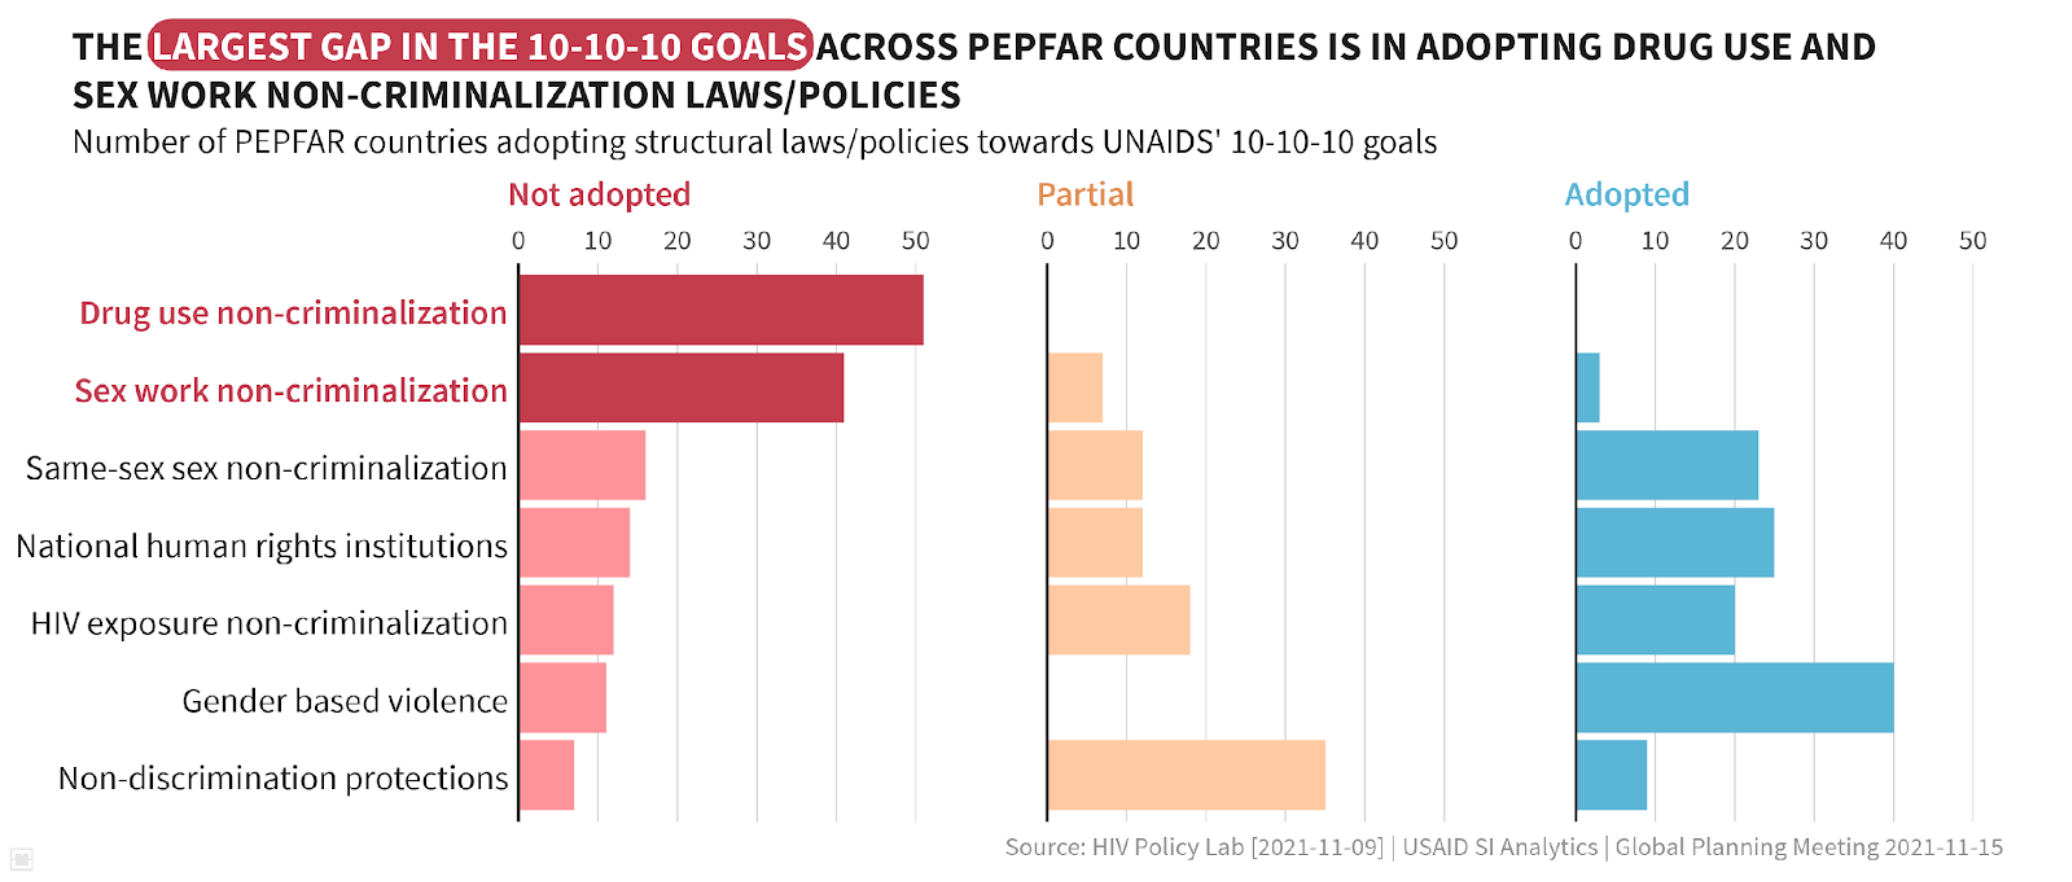 THE LARGEST GAP IN THE 10-10-10 GOALS ACROSS PEPFAR COUNTRIES IS IN ADOPTING DRUG USE AND
SEX WORK NON-CRIMINALIZATION LAWS/POLICIES
Number of PEPFAR countries adopting structural laws/policies towards UNAIDS' 10-10-10 goals
Not adopted Partial Adopted
0 10 20 30 40 50 0 10 20 30 40 50 0 10 20 30 40 50
Drug use non-criminalization
Sex work non-criminalization
Same-sex sex non-criminalization
National human rights institutions
HIV exposure non-criminalization
Gender based violence
Non-discrimination protections
Source: HIV Policy Lab [2021-11-09] | USAID SI Analytics | Global Planning Meeting 2021-11-15